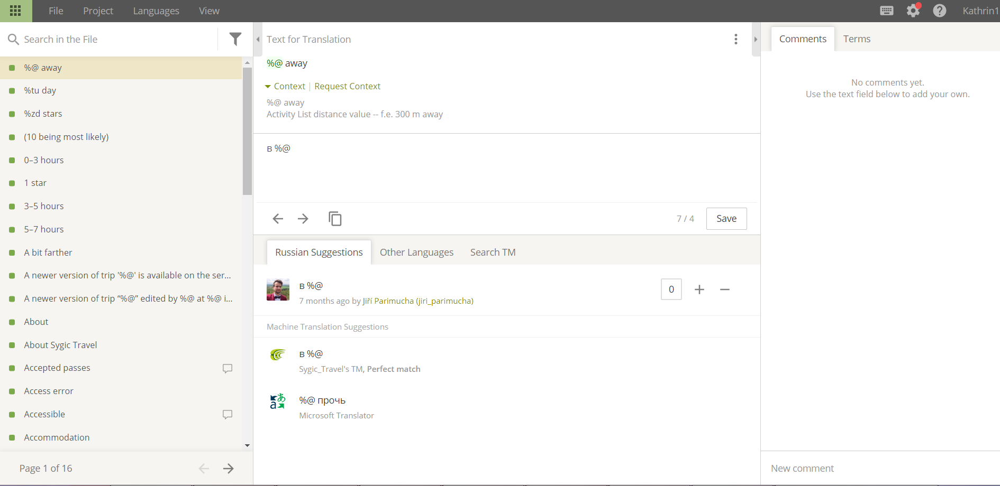 File Project Languages View Kathrin1
Search in the File
%@ away
%tu day
%zd stars
(10 being most likely)
0–3 hours
1 star
3–5 hours
5–7 hours
A bit farther
A newer version of trip '%@' is available on the ser...
A newer version of trip “%@” edited by %@ at %@ i...
About
About Sygic Travel
Accepted passes
Access error
Accessible
Accommodation
Page 1 of 16
Text for Translation
%@ away
Context | Request Context
%@ away
Activity List distance value -- f.e. 300 m away
в %@
7 / 4 Save
Russian Suggestions Other Languages Search TM
в %@
0
7 months ago by Jiří Parimucha (jiri_parimucha)
Machine Translation Suggestions
в %@
Sygic_Travel's TM, Perfect match
%@ прочь
Microsoft Translator
Comments Terms
No comments yet.
Use the text field below to add your own.
New comment